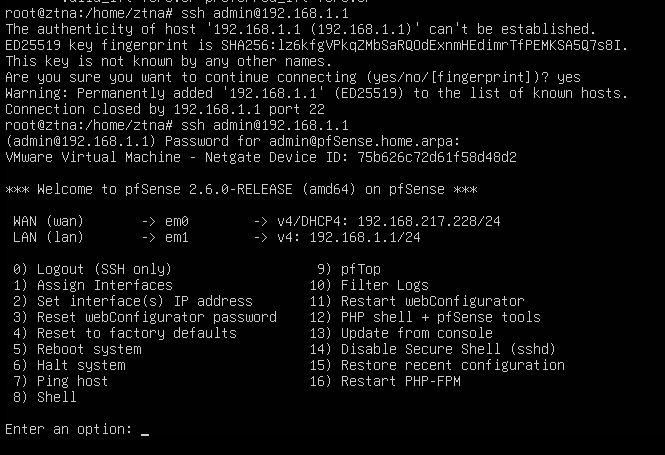 root@ztna:/home/ztna# ssh admin@192.168.1.1
The authenticity of host '192.168.1.1 (192.168.1.1)' can't be established.
ED25519 key fingerprint is SHA256:lz6kfgVPkqZMbSaRQOdExnmHEdimrTfPEMKSA5Q7s8I.
This key is not known by any other names.
Are you sure you want to continue connecting (yes/no/[fingerprint])? yes
Warning: Permanently added '192.168.1.1' (ED25519) to the list of known hosts.
Connection closed by 192.168.1.1 port 22
root@ztna:/home/ztna# ssh admin@192.168.1.1
(admin@192.168.1.1) Password for admin@pfSense.home.arpa:
VMware Virtual Machine - Netgate Device ID: 75b626c72d61f58d48d2
*** Welcome to pfSense 2.6.0-RELEASE (amd64) on pfSense ***
WAN (wan) -> em0 -> v4/DHCP4: 192.168.217.228/24
LAN (lan) -> em1 -> v4: 192.168.1.1/24
0) Logout (SSH only) 9) pfTop
1) Assign Interfaces 10) Filter Logs
2) Set interface(s) IP address 11) Restart webConfigurator
3) Reset webConfigurator password 12) PHP shell + pfSense tools
4) Reset to factory defaults 13) Update from console
5) Reboot system 14) Disable Secure Shell (sshd)
6) Halt system 15) Restore recent configuration
7) Ping host 16) Restart PHP-FPM
8) Shell
Enter an option: _